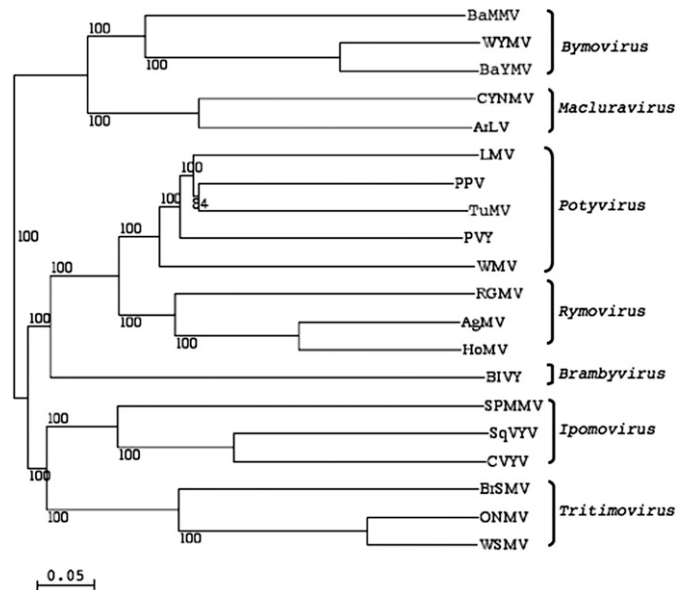 BaMMV
100
WYMV
Bymovirus
100
BaYMV
CYNMV
Macluravirus
100
ArLV
LMV
100
PPV
100
84
TuMV
Potyvirus
100
PVY
100
WMV
100
RGMV
100
AgMV
Rymovirus
100
100
HoMV
BlVY
Brambyvirus
SPMMV
100
SqVYV
Ipomovirus
100
CVYV
100
BrSMV
100
ONMV
Tritimovirus
100
WSMV
0.05